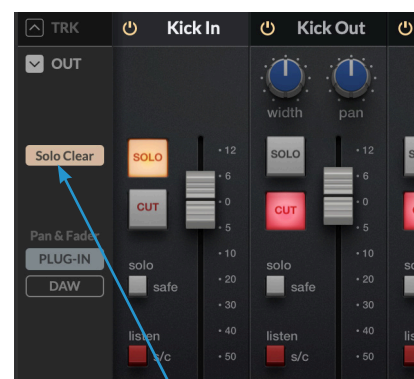 TRK
Kick In
Kick Out
OUT
width
pan
Solo Clear
SOLO
12
SOLO
12
6
6
CUT
0
CUT
0
5
5
Pan & Fader
PLUG-IN
solo
10
solo
10
DAW
safe
20
safe
20
30
30
listen
40
listen
40
s/c
50
s/c
50